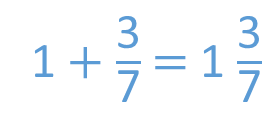 1 + 3/7 = 1 3/7